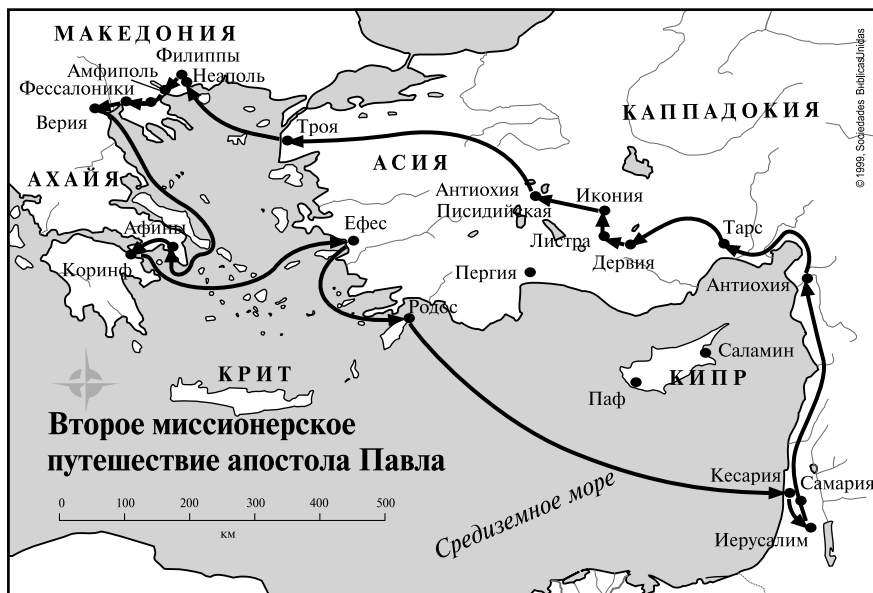 МАКЕДОНИЯ
Филиппы
Амфиполь
Неаполь
Фессалоники
Верия
Троя
КАППАДОКИЯ
© 1999, Sociedades BíblicasUnidas
АСИЯ
АХАЙЯ
Антиохия
Писидийская
Икония
Афины
Ефес
Листра
Тарс
Коринф
Дервия
Пергия
Антиохия
Родос
Саламин
КРИТ
КИПР
Паф
Второе миссионерское
путешествие апостола Павла
Кесария
Самария
0 100 200 300 400 500
км
Средиземное море
Иерусалим